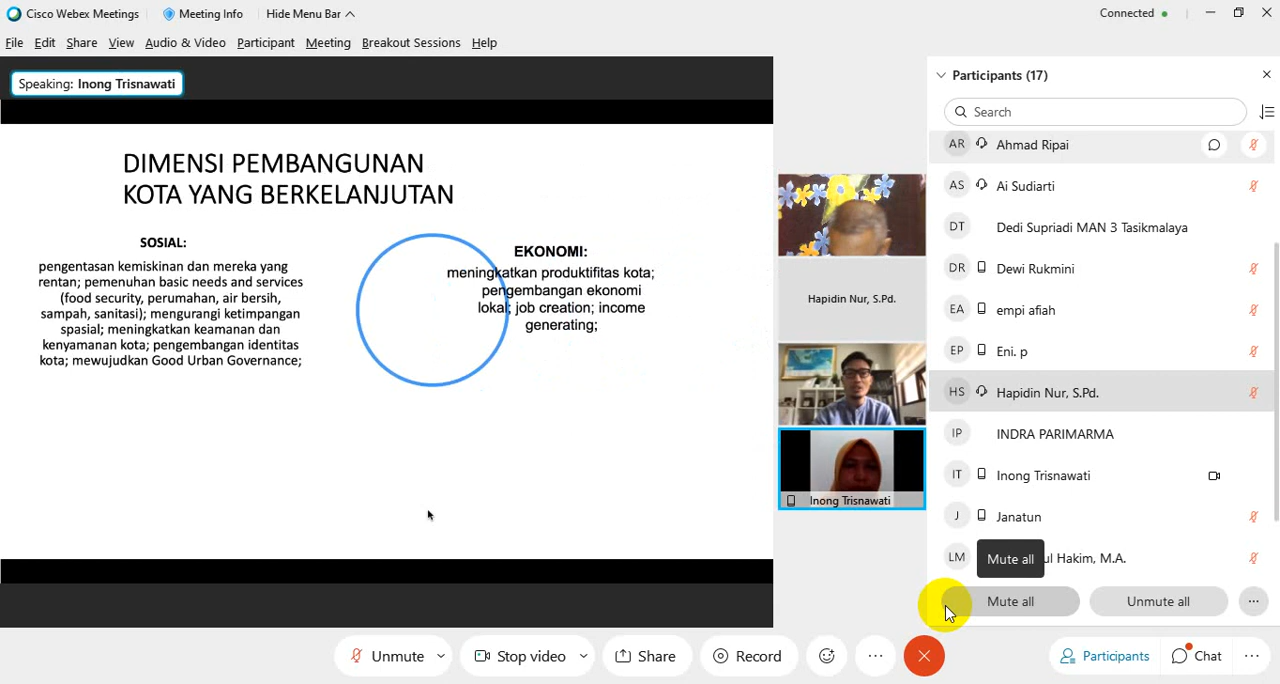 Cisco Webex Meetings
Meeting Info
Hide Menu Bar
Connected
File Edit Share View Audio & Video Participant Meeting Breakout Sessions Help
Speaking: Inong Trisnawati
DIMENSI PEMBANGUNAN
KOTA YANG BERKELANJUTAN
SOSIAL:
pengentasan kemiskinan dan mereka yang
rentan; pemenuhan basic needs and services
(food security, perumahan, air bersih,
sampah, sanitasi); mengurangi ketimpangan
spasial; meningkatkan keamanan dan
kenyamanan kota; pengembangan identitas
kota; mewujudkan Good Urban Governance;
EKONOMI:
meningkatkan produktifitas kota;
pengembangan ekonomi
lokal; job creation; income
generating;
Hapidin Nur, S.Pd.
Inong Trisnawati
Participants (17)
Search
AR Ahmad Ripai
AS Ai Sudiarti
DT Dedi Supriadi MAN 3 Tasikmalaya
DR Dewi Rukmini
EA empi afiah
EP Eni. p
HS Hapidin Nur, S.Pd.
IP INDRA PARIMARMA
IT Inong Trisnawati
J Janatun
LM ul Hakim, M.A.
Mute all
Mute all
Unmute all
Unmute
Stop video
Share
Record
Participants
Chat